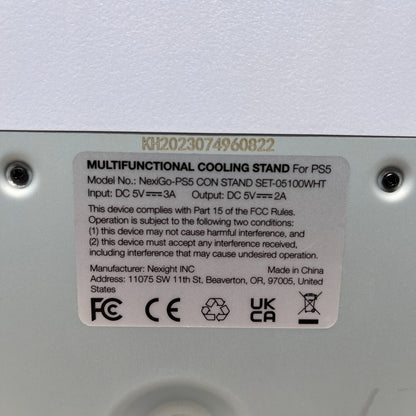 KH2023074960822
MULTIFUNCTIONAL COOLING STAND For PS5
Model No.: NexiGo-PS5 CON STAND SET-05100WHT
Input: DC 5V⎓3A Output: DC 5V⎓2A
This device complies with Part 15 of the FCC Rules.
Operation is subject to the following two conditions:
(1) this device may not cause harmful interference, and
(2) this device must accept any interference received,
including interference that may cause undesired operation.
Manufacturer: Nexight INC Made in China
Address: 11075 SW 11th St. Beaverton, OR, 97005, United
States
FC CE UK
CA